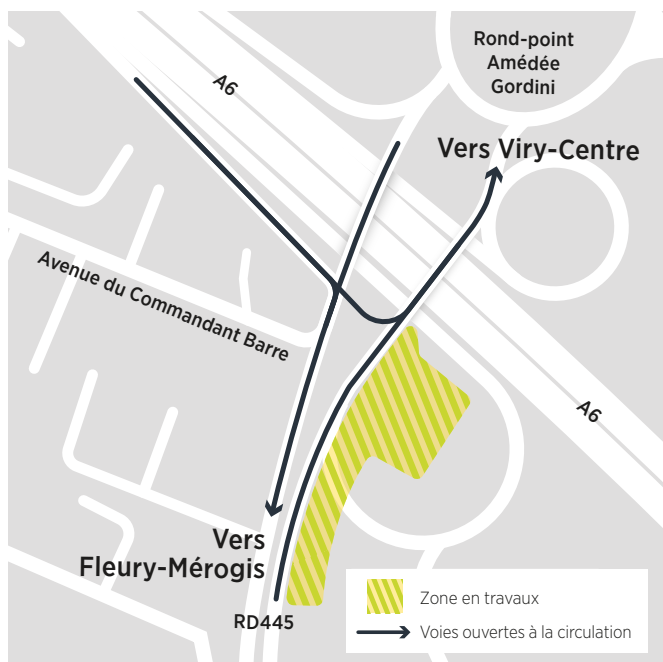 Rond-point
Amédée
Gordini
A6
Vers Viry-Centre
Avenue du Commandant Barre
A6
Vers
Fleury-Mérogis
RD445
Zone en travaux
Voies ouvertes à la circulation